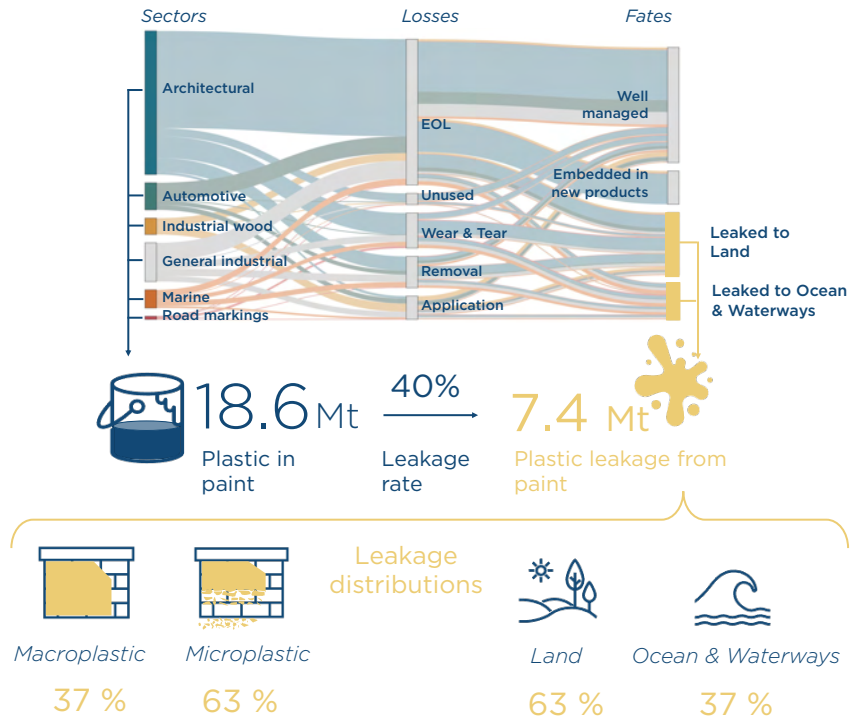 Sectors
Losses
Fates
Architectural
Automotive
Industrial wood
General industrial
Marine
Road markings
EOL
Unused
Wear & Tear
Removal
Application
Well
managed
Embedded in
new products
Leaked to
Land
Leaked to Ocean
& Waterways
18.6 Mt
Plastic in
paint
40%
Leakage
rate
7.4 Mt
Plastic leakage from
paint
Leakage
distributions
Macroplastic
37 %
Microplastic
63 %
Land
63 %
Ocean & Waterways
37 %